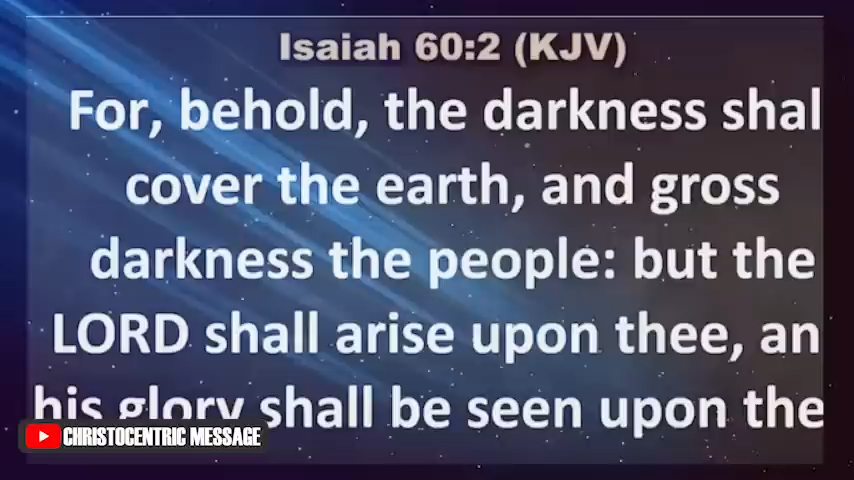 Isaiah 60:2 (KJV)
For, behold, the darkness shal
cover the earth, and gross
darkness the people: but the
LORD shall arise upon thee, an
his glory shall be seen upon the
CHRISTOCENTRIC MESSAGE